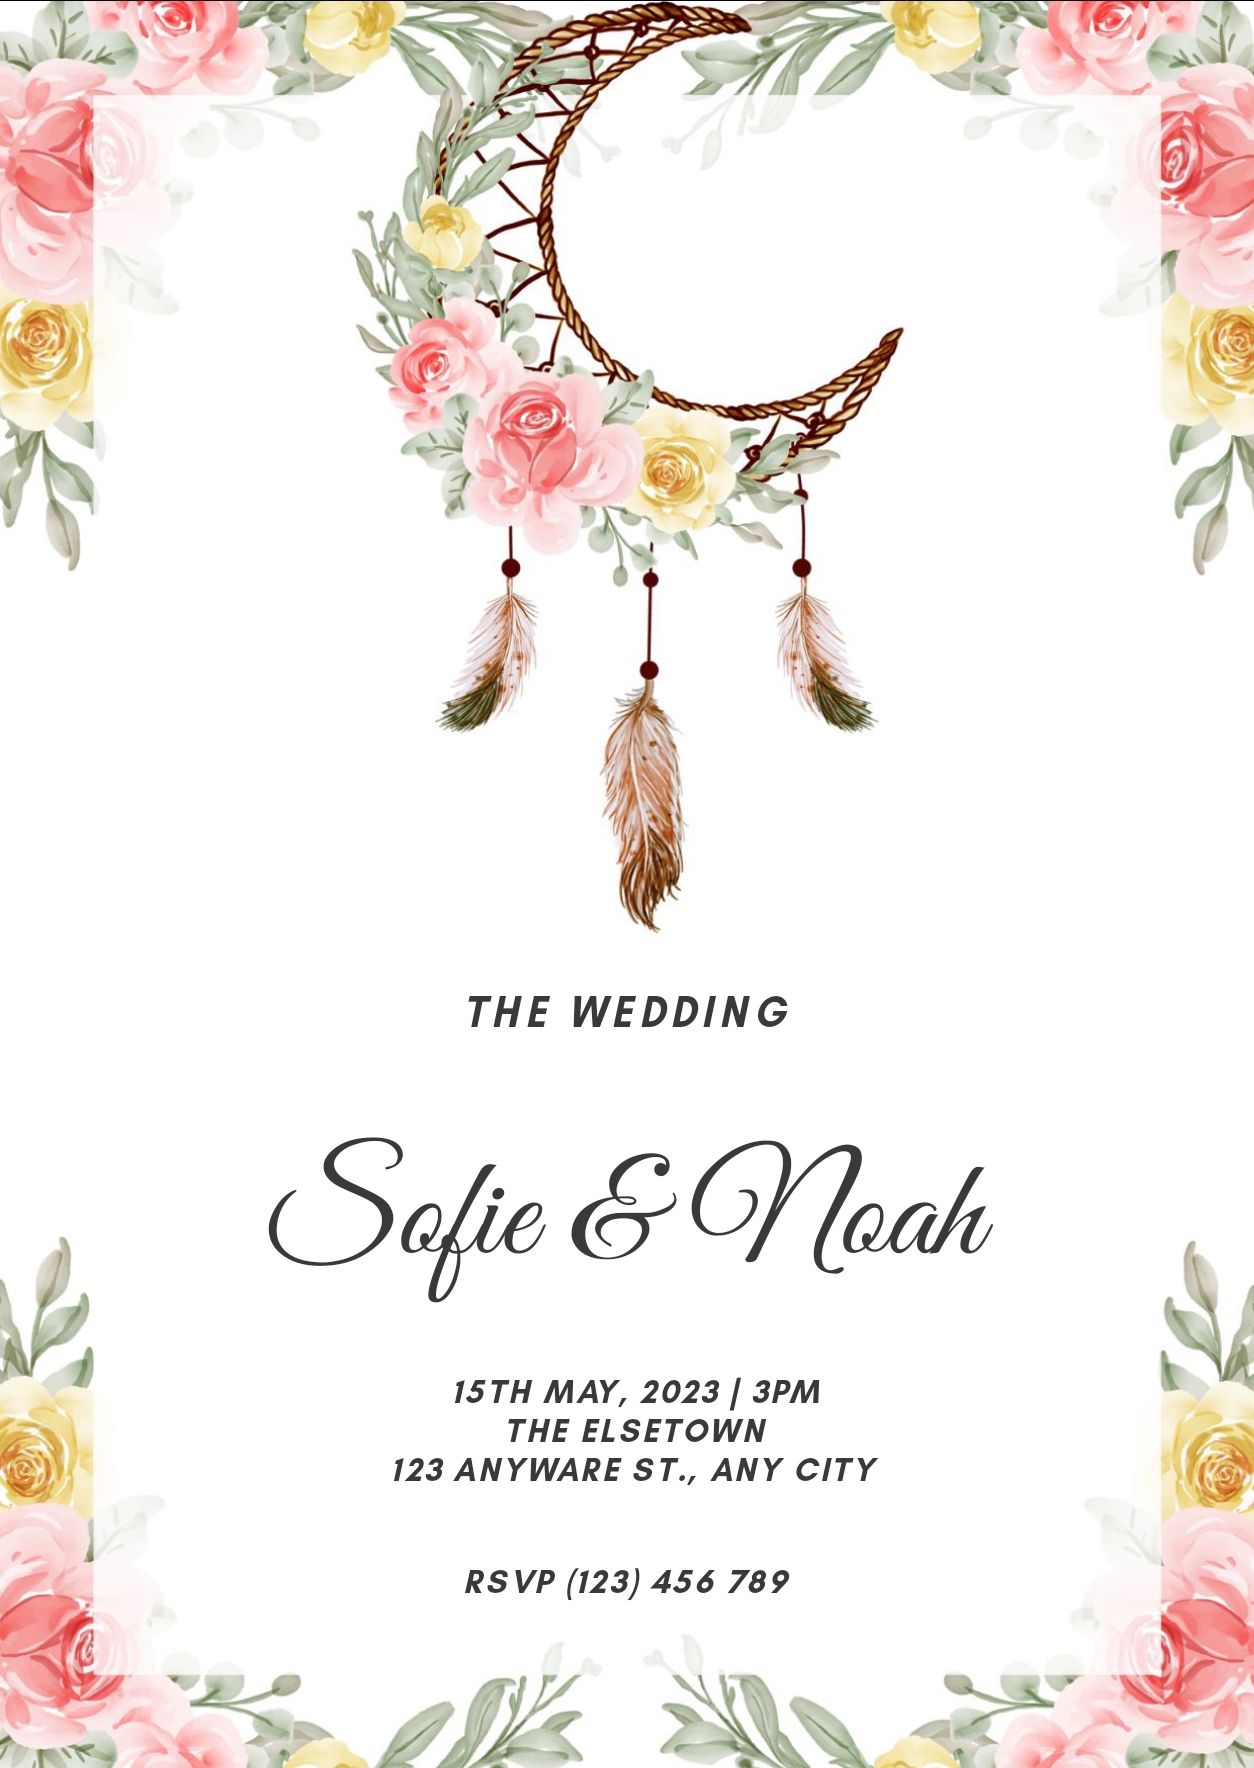 THE WEDDING
Sofie & Noah
15TH MAY, 2023 | 3PM
THE ELSETOWN
123 ANYWARE ST., ANY CITY
RSVP (123) 456 789